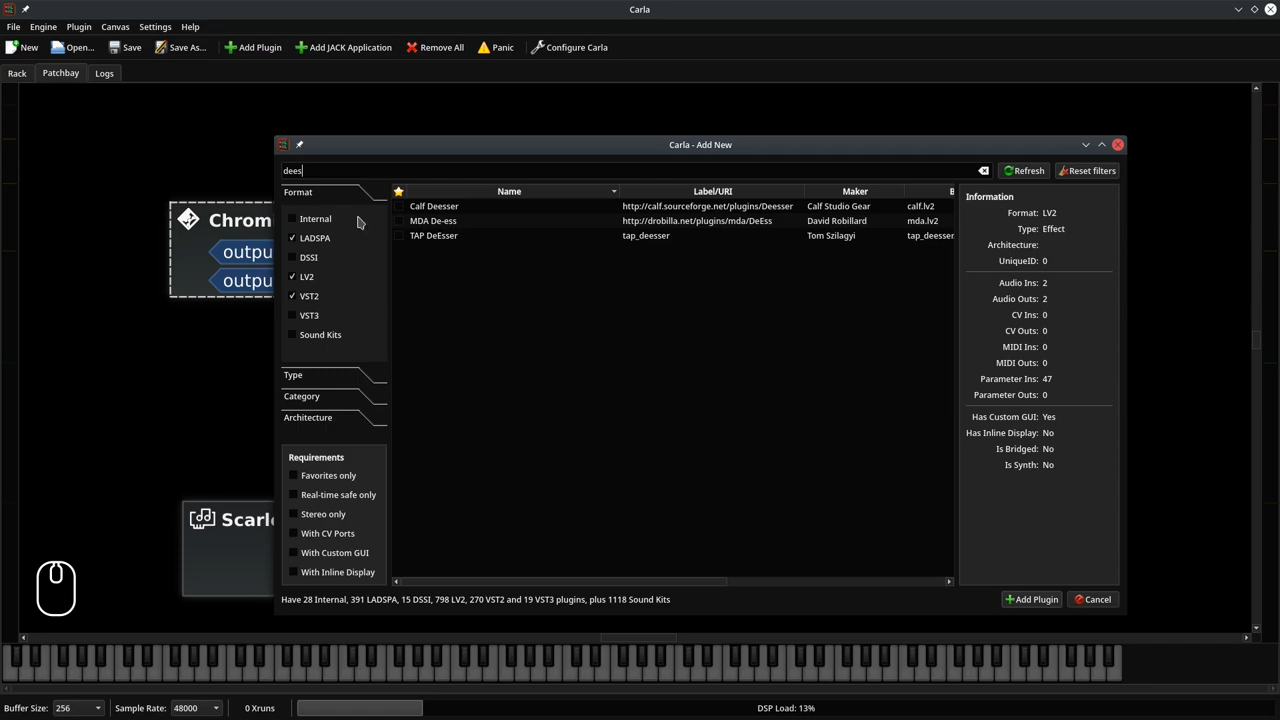 Carla
File Engine Plugin Canvas Settings Help
New Open... Save Save As... Add Plugin Add JACK Application Remove All Panic Configure Carla
Rack Patchbay Logs
Carla - Add New
dees
Refresh
Reset filters
Format
Internal
LADSPA
DSSI
LV2
VST2
VST3
Sound Kits
Type
Category
Architecture
Requirements
Favorites only
Real-time safe only
Stereo only
With CV Ports
With Custom GUI
With Inline Display
Name Label/URI Maker B
Calf Deesser http://calf.sourceforge.net/plugins/Deesser Calf Studio Gear calf.lv2
MDA De-ess http://drobilla.net/plugins/mda/DeEss David Robillard mda.lv2
TAP DeEsser tap_deesser Tom Szilagyi tap_deesser
Information
Format: LV2
Type: Effect
Architecture:
UniqueID: 0
Audio Ins: 2
Audio Outs: 2
CV Ins: 0
CV Outs: 0
MIDI Ins: 0
MIDI Outs: 0
Parameter Ins: 47
Parameter Outs: 0
Has Custom GUI: Yes
Has Inline Display: No
Is Bridged: No
Is Synth: No
Have 28 Internal, 391 LADSPA, 15 DSSI, 798 LV2, 270 VST2 and 19 VST3 plugins, plus 1118 Sound Kits
Add Plugin
Cancel
Chrom
outpu
outpu
Scarle
Buffer Size: 256 Sample Rate: 48000 0 Xruns DSP Load: 13%